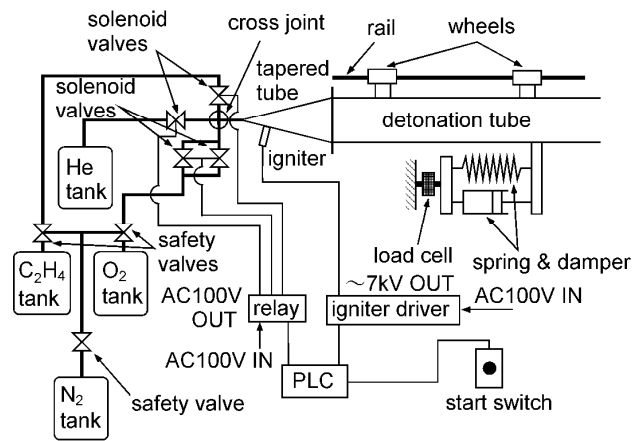 solenoid
valves
cross joint
rail
wheels
solenoid
valves
tapered
tube
detonation tube
igniter
He
tank
load cell
spring & damper
safety
valves
C2H4
tank
O2
tank
AC100V
OUT
relay
～7kV OUT
igniter driver
AC100V IN
AC100V IN
PLC
start switch
N2
tank
safety valve